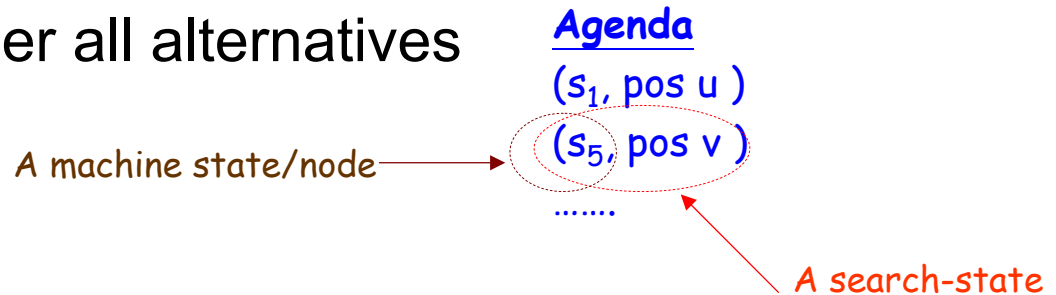 er all alternatives
Agenda
(s₁, pos u )
(s₅, pos v )
A machine state/node
.......
A search-state